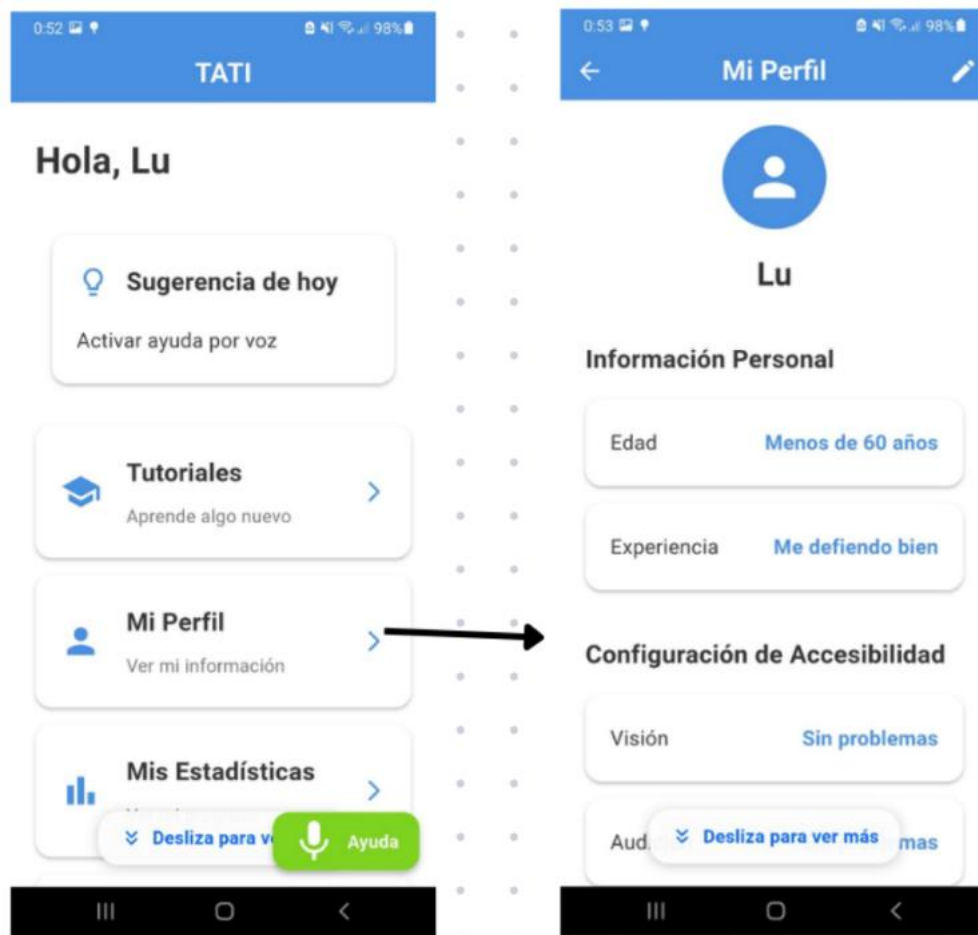 0:52 98%
TATI
Hola, Lu
Sugerencia de hoy
Activar ayuda por voz
Tutoriales
Aprende algo nuevo
Mi Perfil
Ver mi información
Mis Estadísticas
Desliza para v
Ayuda
0:53 98%
Mi Perfil
Lu
Información Personal
Edad Menos de 60 años
Experiencia Me defiendo bien
Configuración de Accesibilidad
Visión Sin problemas
Aud mas
Desliza para ver más